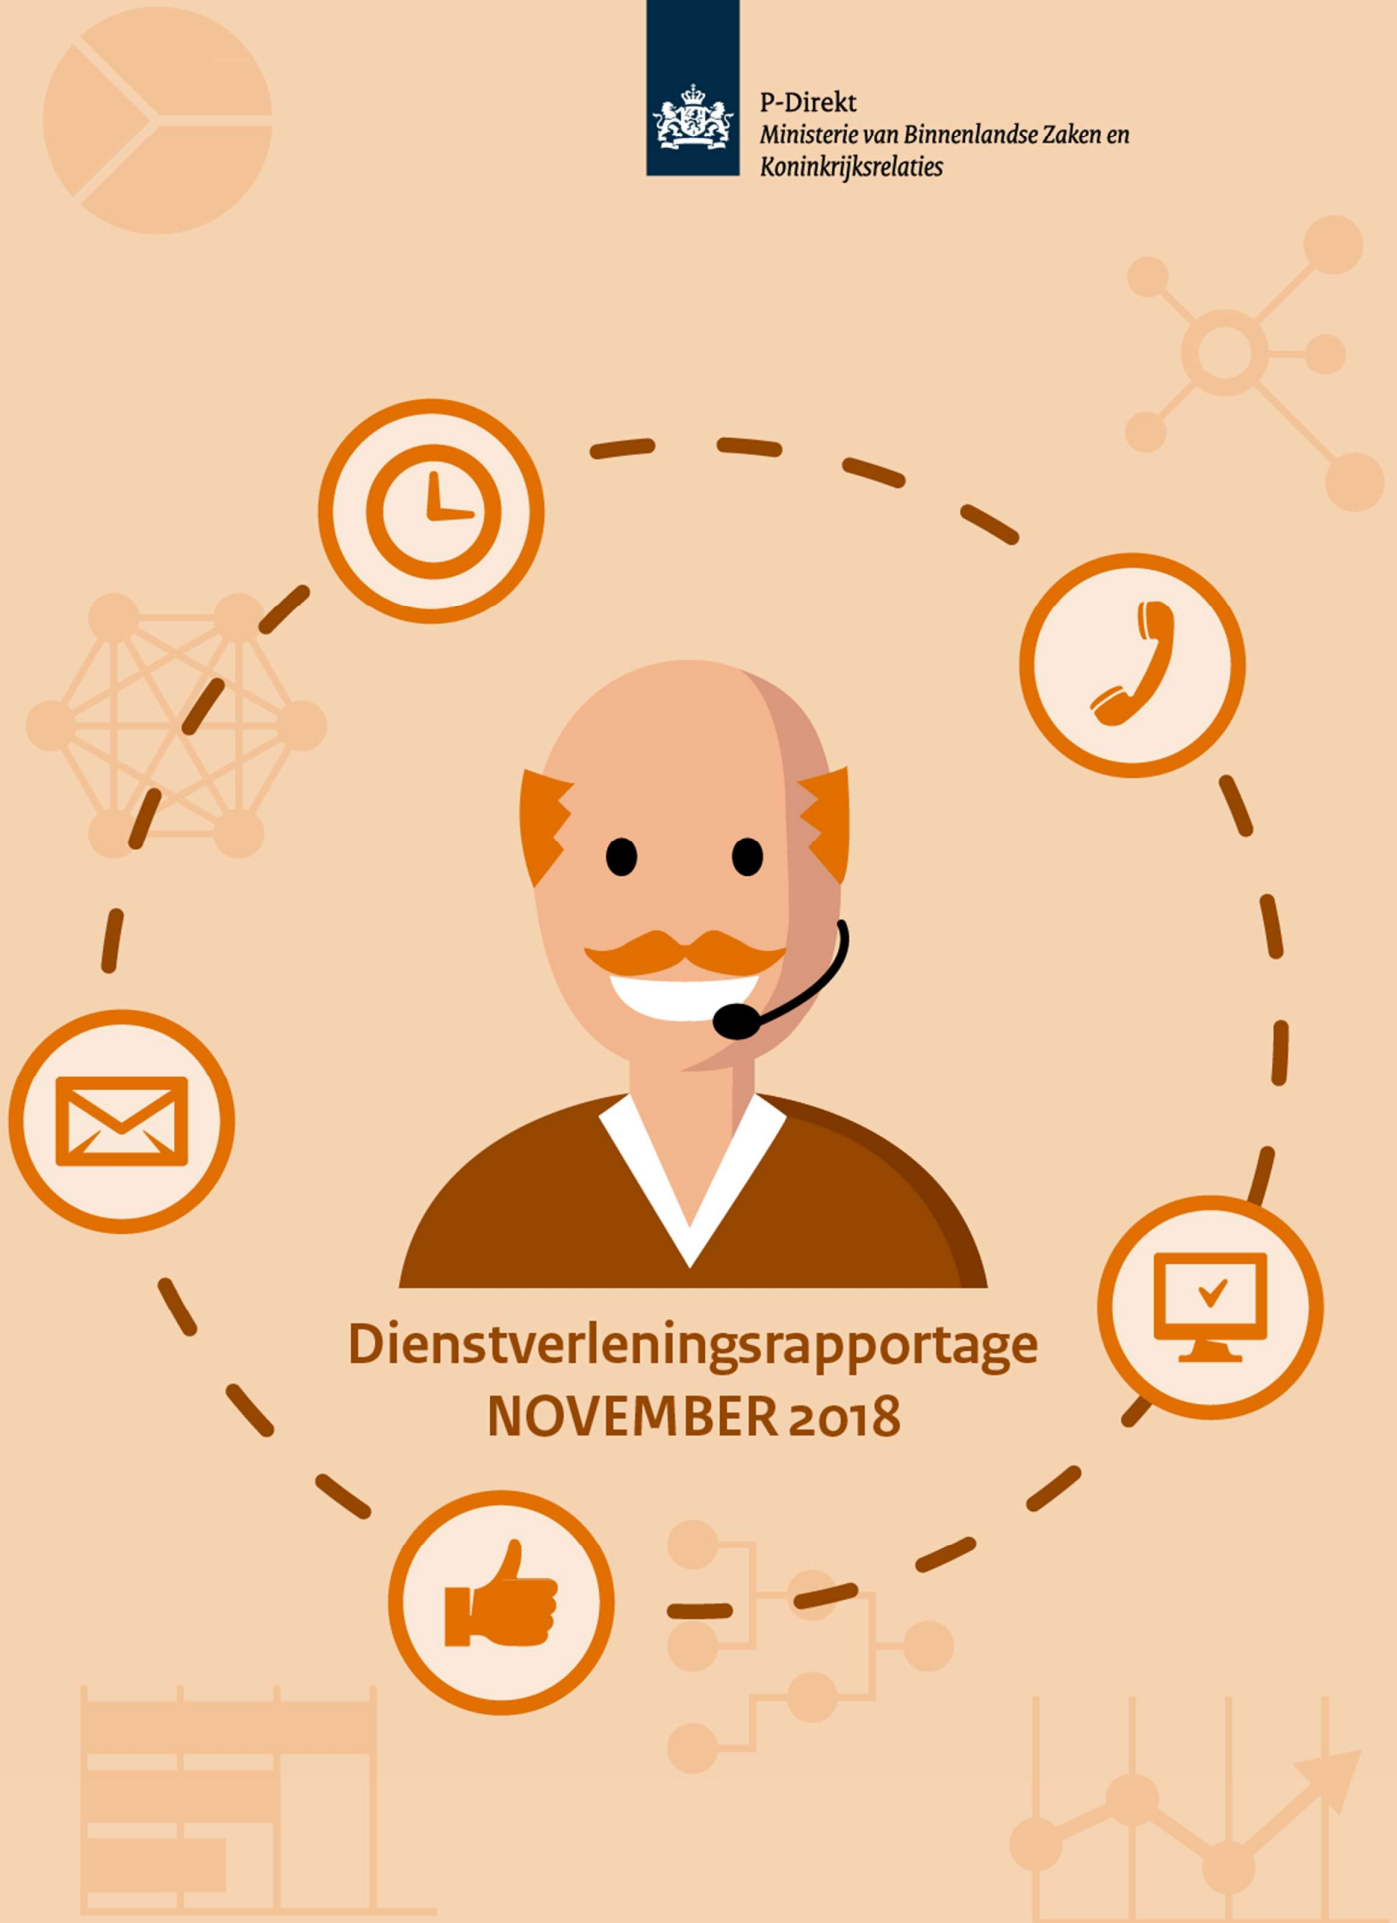 P-Direkt
Ministerie van Binnenlandse Zaken en
Koninkrijksrelaties
Dienstverleningsrapportage
NOVEMBER 2018